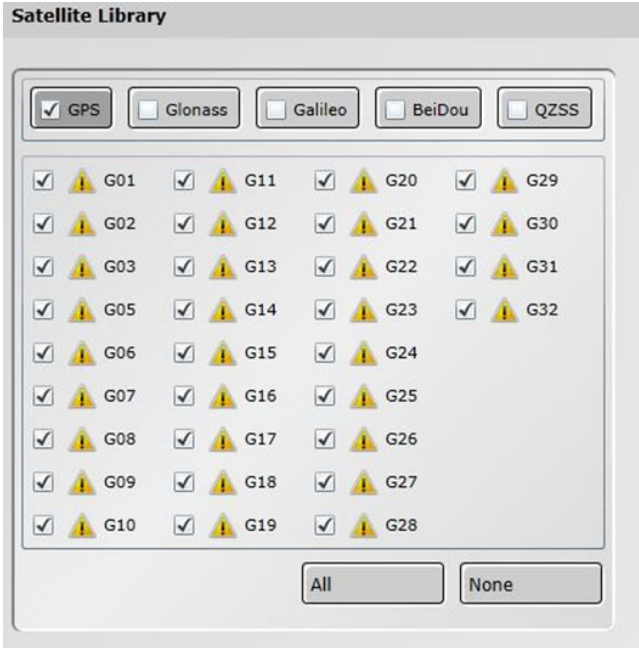 Satellite Library
GPS Glonass Galileo BeiDou QZSS
G01 G11 G20 G29
G02 G12 G21 G30
G03 G13 G22 G31
G05 G14 G23 G32
G06 G15 G24
G07 G16 G25
G08 G17 G26
G09 G18 G27
G10 G19 G28
All None